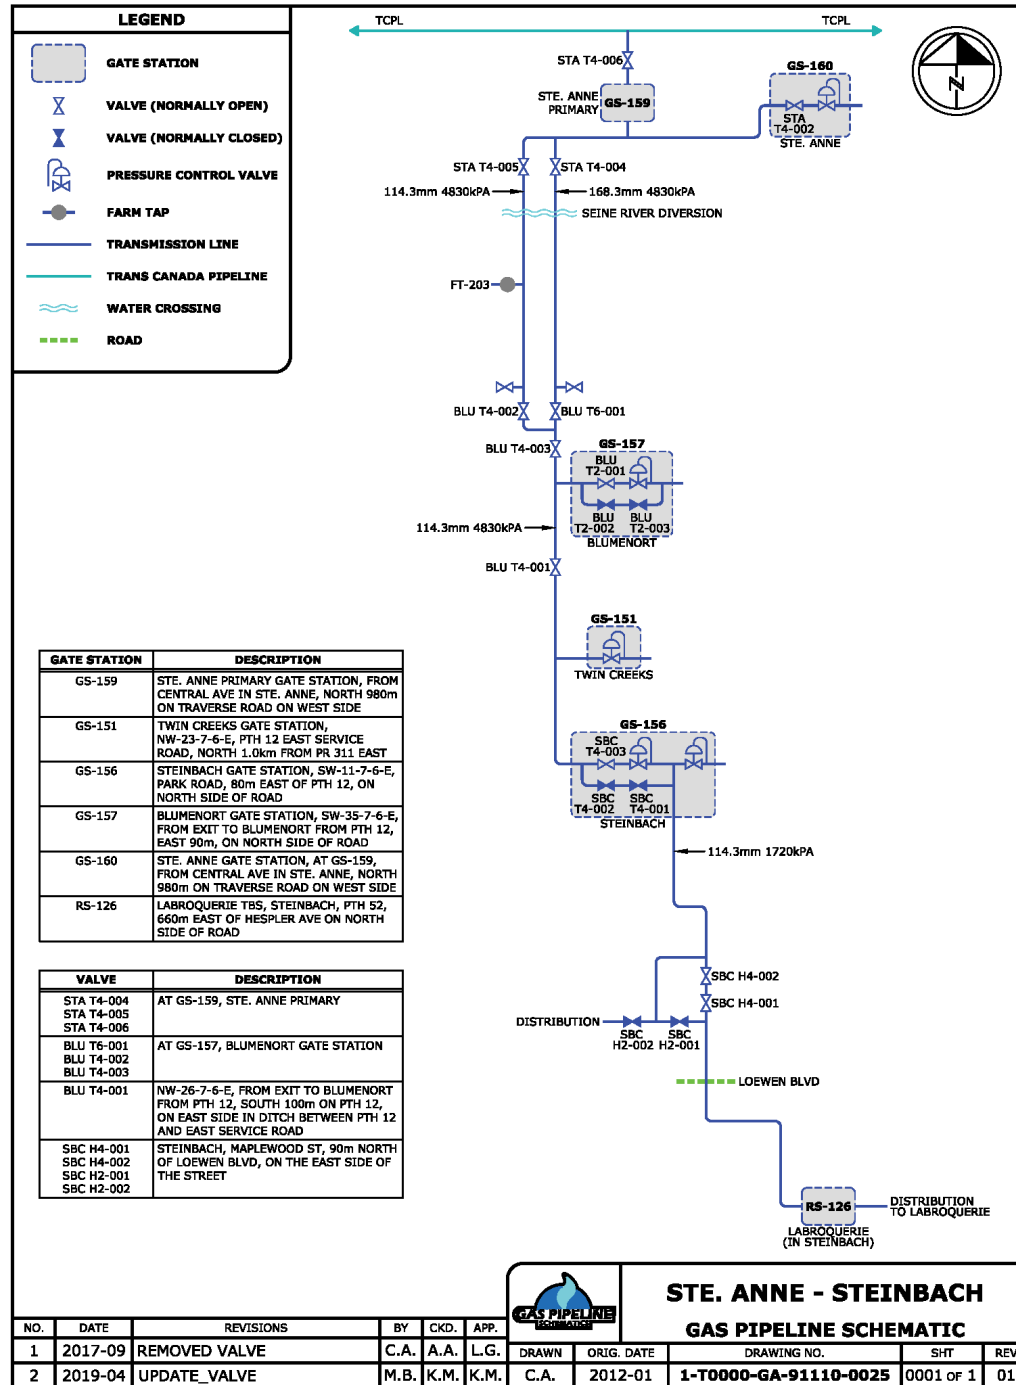 LEGEND
GATE STATION
VALVE (NORMALLY OPEN)
VALVE (NORMALLY CLOSED)
PRESSURE CONTROL VALVE
FARM TAP
TRANSMISSION LINE
TRANS CANADA PIPELINE
WATER CROSSING
ROAD
TCPL
TCPL
STA T4-006
STE. ANNE
PRIMARY
GS-159
GS-160
STA
T4-002
STE. ANNE
STA T4-005
STA T4-004
114.3mm 4830kPA
168.3mm 4830kPA
SEINE RIVER DIVERSION
FT-203
BLU T4-002
BLU T6-001
BLU T4-003
GS-157
BLU
T2-001
BLU
T2-002
BLU
T2-003
BLUMENORT
114.3mm 4830kPA
BLU T4-001
GS-151
TWIN CREEKS
GS-156
SBC
T4-003
SBC
T4-002
SBC
T4-001
STEINBACH
114.3mm 1720kPA
SBC H4-002
SBC H4-001
DISTRIBUTION
SBC
H2-002
SBC
H2-001
LOEWEN BLVD
RS-126
DISTRIBUTION
TO LABROQUERIE
LABROQUERIE
(IN STEINBACH)
GATE STATION DESCRIPTION
GS-159 STE. ANNE PRIMARY GATE STATION, FROM
CENTRAL AVE IN STE. ANNE, NORTH 980m
ON TRAVERSE ROAD ON WEST SIDE
GS-151 TWIN CREEKS GATE STATION,
NW-23-7-6-E, PTH 12 EAST SERVICE
ROAD, NORTH 1.0km FROM PR 311 EAST
GS-156 STEINBACH GATE STATION, SW-11-7-6-E,
PARK ROAD, 80m EAST OF PTH 12, ON
NORTH SIDE OF ROAD
GS-157 BLUMENORT GATE STATION, SW-35-7-6-E,
FROM EXIT TO BLUMENORT FROM PTH 12,
EAST 90m, ON NORTH SIDE OF ROAD
GS-160 STE. ANNE GATE STATION, AT GS-159,
FROM CENTRAL AVE IN STE. ANNE, NORTH
980m ON TRAVERSE ROAD ON WEST SIDE
RS-126 LABROQUERIE TBS, STEINBACH, PTH 52,
660m EAST OF HESPLER AVE ON NORTH
SIDE OF ROAD
VALVE DESCRIPTION
STA T4-004 AT GS-159, STE. ANNE PRIMARY
STA T4-005
STA T4-006
BLU T6-001 AT GS-157, BLUMENORT GATE STATION
BLU T4-002
BLU T4-003
BLU T4-001 NW-26-7-6-E, FROM EXIT TO BLUMENORT
FROM PTH 12, SOUTH 100m ON PTH 12,
ON EAST SIDE IN DITCH BETWEEN PTH 12
AND EAST SERVICE ROAD
SBC H4-001 STEINBACH, MAPLEWOOD ST, 90m NORTH
SBC H4-002 OF LOEWEN BLVD, ON THE EAST SIDE OF
SBC H2-001 THE STREET
SBC H2-002
NO. DATE REVISIONS BY CKD. APP.
1 2017-09 REMOVED VALVE C.A. A.A. L.G.
2 2019-04 UPDATE_VALVE M.B. K.M. K.M.
GAS PIPELINE
SCHEMATICS
STE. ANNE - STEINBACH
GAS PIPELINE SCHEMATIC
DRAWN ORIG. DATE DRAWING NO. SHT REV
C.A. 2012-01 1-T0000-GA-91110-0025 0001 OF 1 01
N